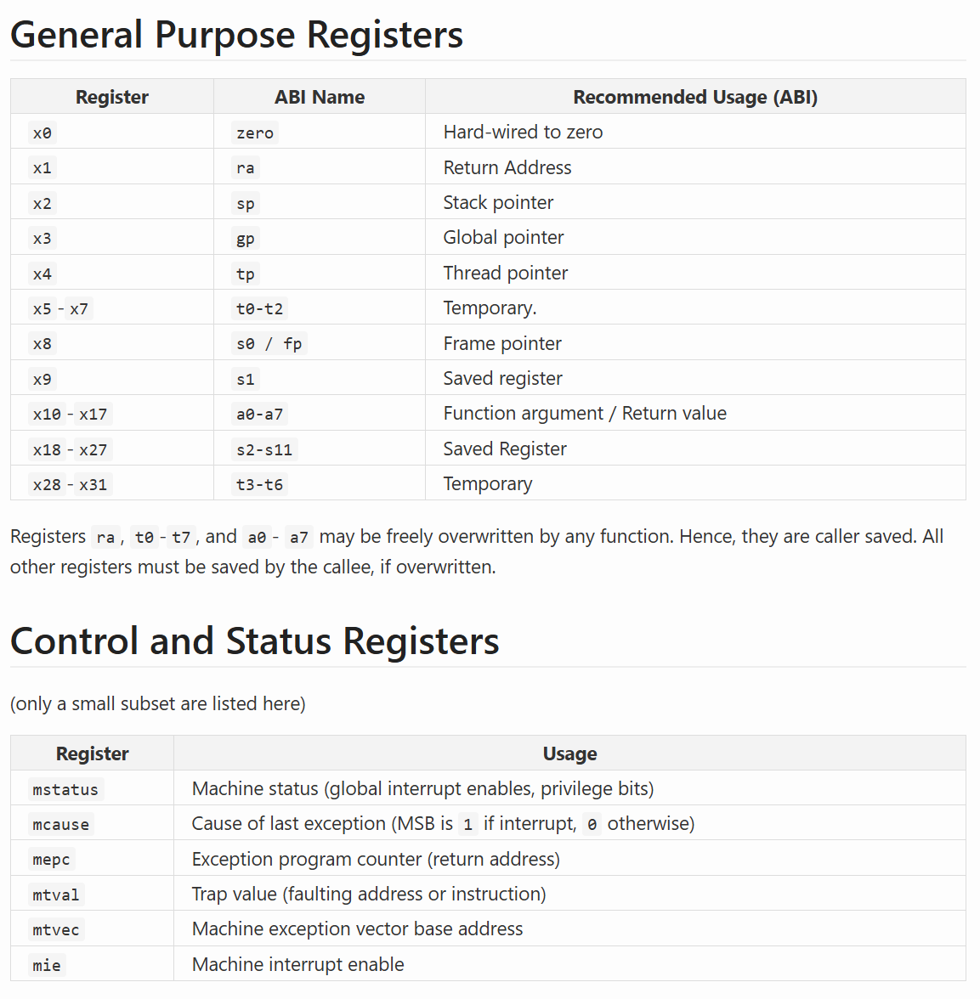 General Purpose Registers
Register ABI Name Recommended Usage (ABI)
x0 zero Hard-wired to zero
x1 ra Return Address
x2 sp Stack pointer
x3 gp Global pointer
x4 tp Thread pointer
x5 - x7 t0-t2 Temporary.
x8 s0 / fp Frame pointer
x9 s1 Saved register
x10 - x17 a0-a7 Function argument / Return value
x18 - x27 s2-s11 Saved Register
x28 - x31 t3-t6 Temporary
Registers ra, t0 - t7, and a0 - a7 may be freely overwritten by any function. Hence, they are caller saved. All
other registers must be saved by the callee, if overwritten.
Control and Status Registers
(only a small subset are listed here)
Register Usage
mstatus Machine status (global interrupt enables, privilege bits)
mcause Cause of last exception (MSB is 1 if interrupt, 0 otherwise)
mepc Exception program counter (return address)
mtval Trap value (faulting address or instruction)
mtvec Machine exception vector base address
mie Machine interrupt enable